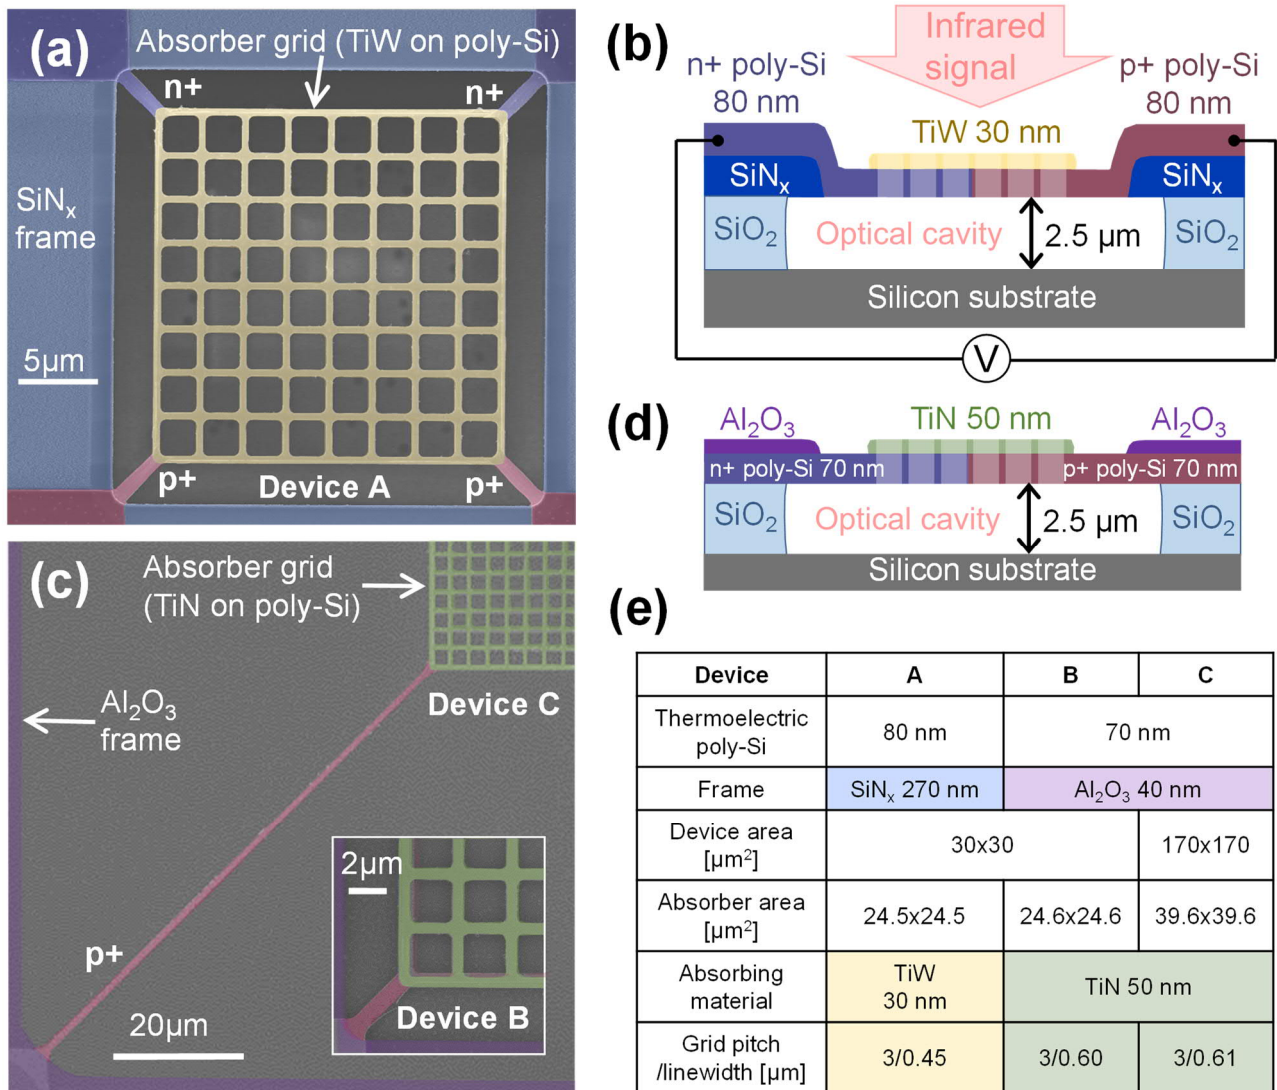 (a)
Absorber grid (TiW on poly-Si)
n+
n+
SiNx
frame
5µm
p+
Device A
p+
(b)
Infrared
signal
n+ poly-Si
80 nm
p+ poly-Si
80 nm
TiW 30 nm
SiNx
SiNx
SiO2
Optical cavity
2.5 µm
SiO2
Silicon substrate
V
(c)
Absorber grid
(TiN on poly-Si)
Device C
Al2O3
frame
p+
20µm
2µm
Device B
(d)
Al2O3
TiN 50 nm
Al2O3
n+ poly-Si 70 nm
p+ poly-Si 70 nm
SiO2
Optical cavity
2.5 µm
SiO2
Silicon substrate
(e)
Device A B C
Thermoelectric
poly-Si
80 nm 70 nm
Frame SiNx 270 nm Al2O3 40 nm
Device area
[µm2]
30x30 170x170
Absorber area
[µm2]
24.5x24.5 24.6x24.6 39.6x39.6
Absorbing
material
TiW
30 nm
TiN 50 nm
Grid pitch
/linewidth [µm]
3/0.45 3/0.60 3/0.61